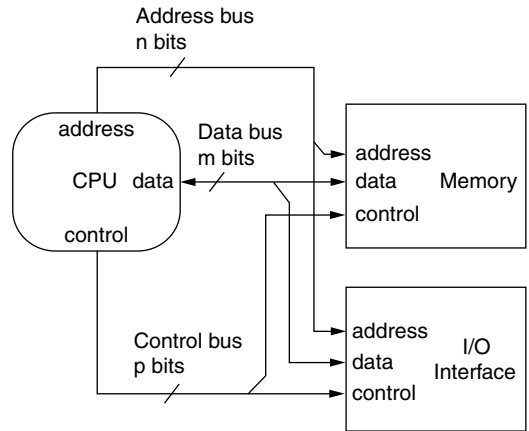 Address bus
n bits
address
CPU
data
control
Data bus
m bits
Control bus
p bits
address
data
Memory
control
address
data
I/O
Interface
control